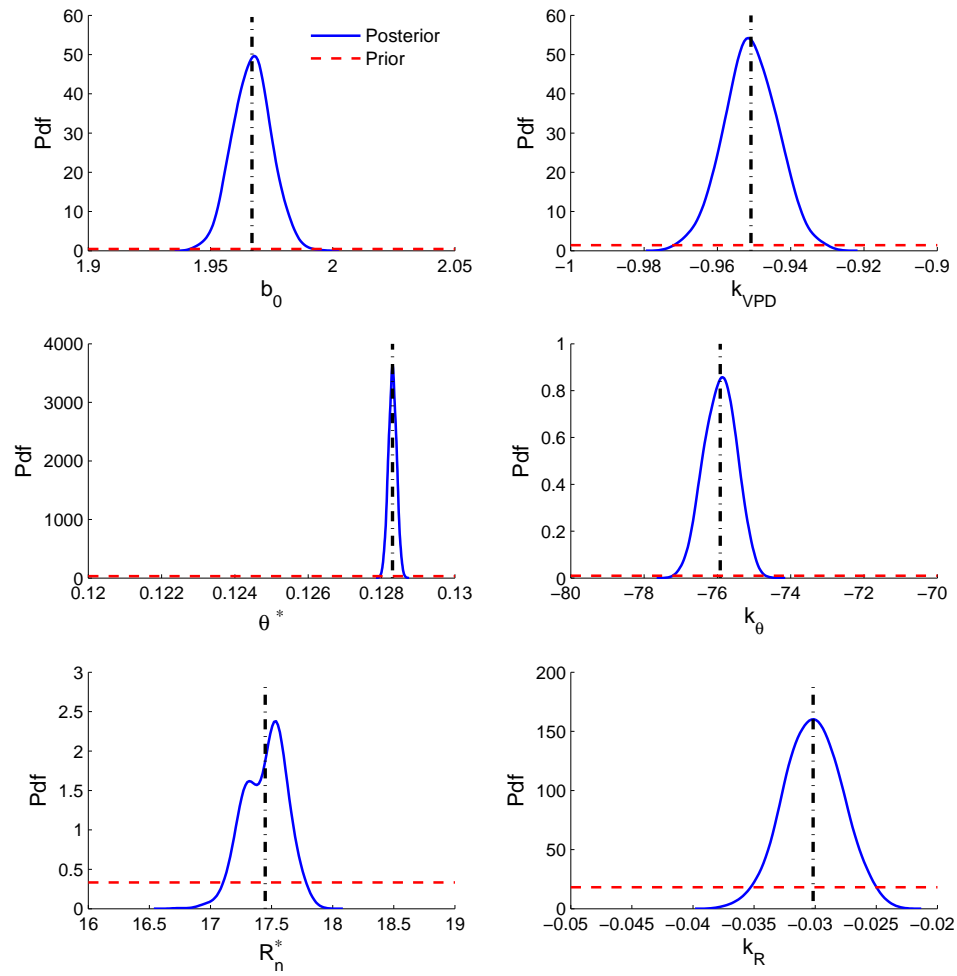 60
50
40
30
20
10
0
Pdf
1.9 1.95 2 2.05
b_0
Posterior
Prior
60
50
40
30
20
10
0
Pdf
−1 −0.98 −0.96 −0.94 −0.92 −0.9
k_VPD
4000
3000
2000
1000
0
Pdf
0.12 0.122 0.124 0.126 0.128 0.13
θ*
1
0.8
0.6
0.4
0.2
0
Pdf
−80 −78 −76 −74 −72 −70
k_θ
3
2.5
2
1.5
1
0.5
0
Pdf
16 16.5 17 17.5 18 18.5 19
R_n^*
200
150
100
50
0
Pdf
−0.05 −0.045 −0.04 −0.035 −0.03 −0.025 −0.02
k_R